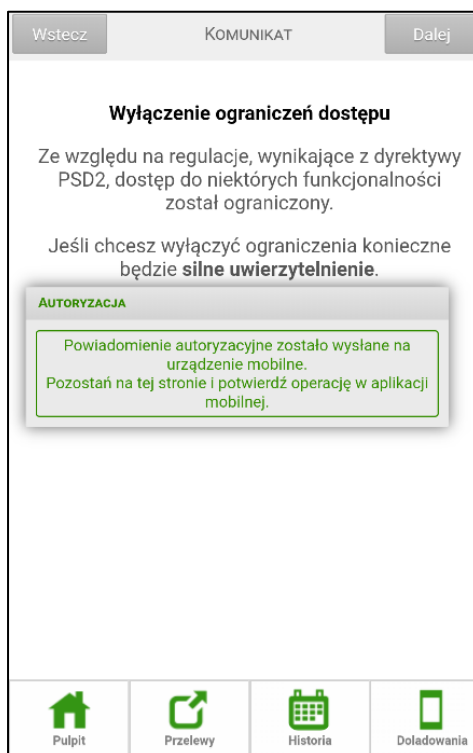 Wstecz KOMUNIKAT Dalej
Wyłączenie ograniczeń dostępu
Ze względu na regulacje, wynikające z dyrektywy
PSD2, dostęp do niektórych funkcjonalności
został ograniczony.
Jeśli chcesz wyłączyć ograniczenia konieczne
będzie silne uwierzytelnienie.
AUTORYZACJA
Powiadomienie autoryzacyjne zostało wysłane na
urządzenie mobilne.
Pozostań na tej stronie i potwierdź operację w aplikacji
mobilnej.
Pulpit Przelewy Historia Doładowania